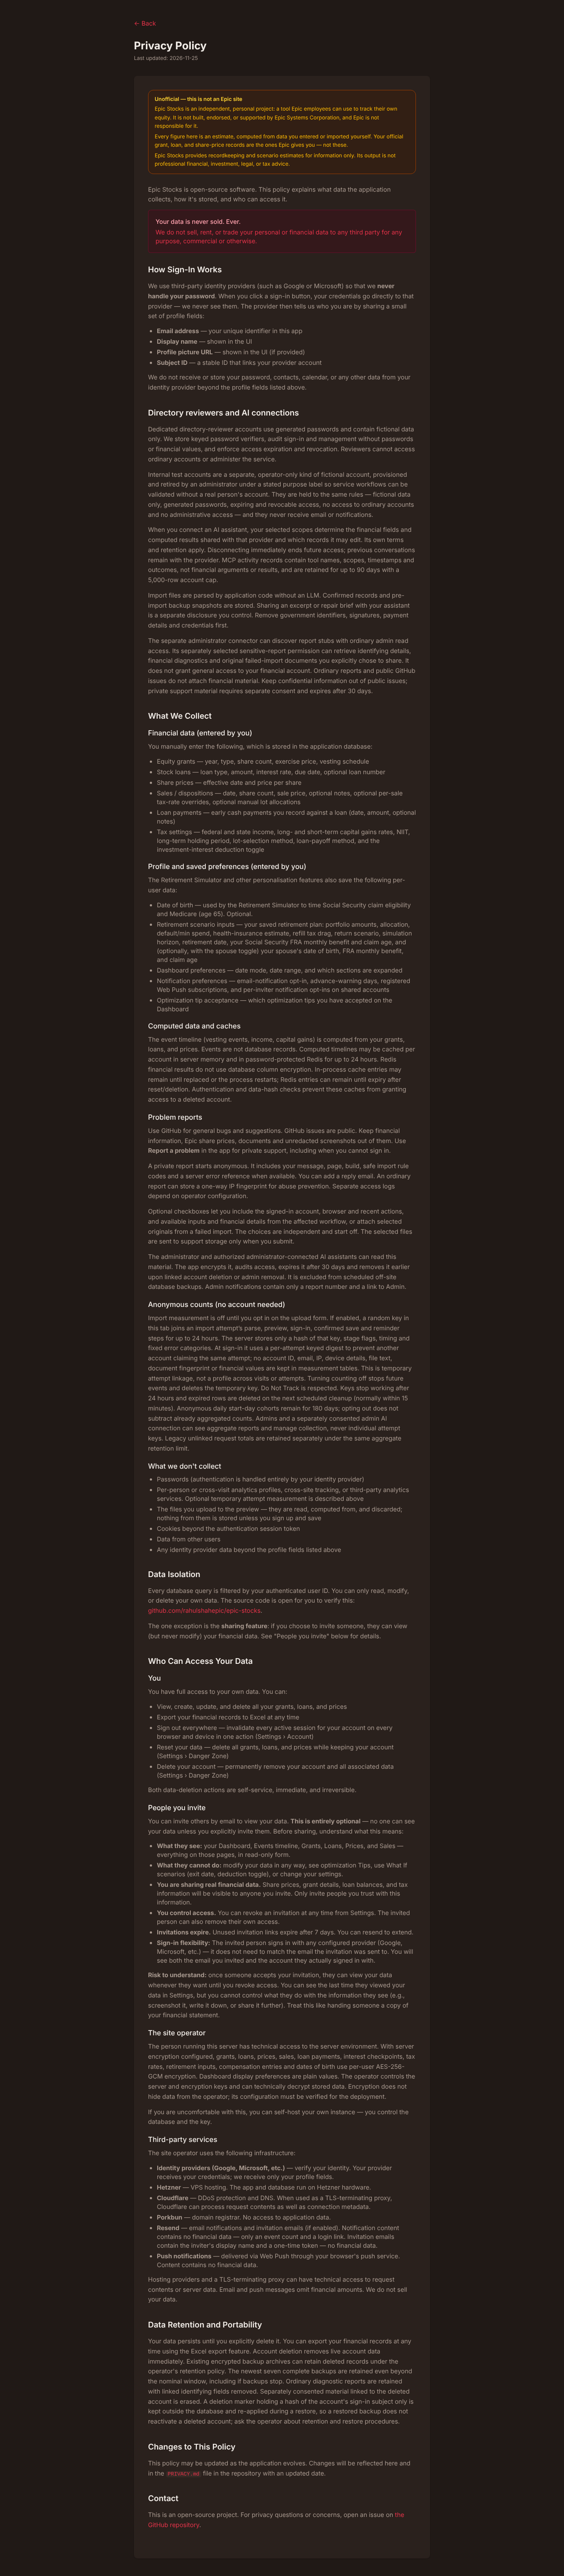 ← Back
Privacy Policy
Last updated: 2026-11-25
Unofficial — this is not an Epic site
Epic Stocks is an independent, personal project: a tool Epic employees can use to track their own
equity. It is not built, endorsed, or supported by Epic Systems Corporation, and Epic is not
responsible for it.
Every figure here is an estimate, computed from data you entered or imported yourself. Your official
grant, loan, and share-price records are the ones Epic gives you — not these.
Epic Stocks provides recordkeeping and scenario estimates for information only. Its output is not
professional financial, investment, legal, or tax advice.
Epic Stocks is open-source software. This policy explains what data the application
collects, how it's stored, and who can access it.
Your data is never sold. Ever.
We do not sell, rent, or trade your personal or financial data to any third party for any
purpose, commercial or otherwise.
How Sign-In Works
We use third-party identity providers (such as Google or Microsoft) so that we never
handle your password. When you click a sign-in button, your credentials go directly to that
provider — we never see them. The provider then tells us who you are by sharing a small
set of profile fields:
• Email address — your unique identifier in this app
• Display name — shown in the UI
• Profile picture URL — shown in the UI (if provided)
• Subject ID — a stable ID that links your provider account
We do not receive or store your password, contacts, calendar, or any other data from your
identity provider beyond the profile fields listed above.
Directory reviewers and AI connections
Dedicated directory-reviewer accounts use generated passwords and contain fictional data
only. We store keyed password verifiers, audit sign-in and management without passwords
or financial values, and enforce access expiration and revocation. Reviewers cannot access
ordinary accounts or administer the service.
Internal test accounts are a separate, operator-only kind of fictional account, provisioned
and retired by an administrator under a stated purpose label so service workflows can be
validated without a real person's account. They are held to the same rules — fictional data
only, generated passwords, expiring and revocable access, no access to ordinary accounts
and no administrative access — and they never receive email or notifications.
When you connect an AI assistant, your selected scopes determine the financial fields and
computed results shared with that provider and which records it may edit. Its own terms
and retention apply. Disconnecting immediately ends future access; previous conversations
remain with the provider. MCP activity records contain tool names, scopes, timestamps and
outcomes, not financial arguments or results, and are retained for up to 90 days with a
5,000-row account cap.
Import files are parsed by application code without an LLM. Confirmed records and pre-
import backup snapshots are stored. Sharing an excerpt or repair brief with your assistant
is a separate disclosure you control. Remove government identifiers, signatures, payment
details and credentials first.
The separate administrator connector can discover report stubs with ordinary admin read
access. Its separately selected sensitive-report permission can retrieve identifying details,
financial diagnostics and original failed-import documents you explicitly chose to share. It
does not grant general access to your financial account. Ordinary reports and public GitHub
issues do not attach financial material. Keep confidential information out of public issues;
private support material requires separate consent and expires after 30 days.
What We Collect
Financial data (entered by you)
You manually enter the following, which is stored in the application database:
• Equity grants — year, type, share count, exercise price, vesting schedule
• Stock loans — loan type, amount, interest rate, due date, optional loan number
• Share prices — effective date and price per share
• Sales / dispositions — date, share count, sale price, optional notes, optional per-sale
tax-rate overrides, optional manual lot allocations
• Loan payments — early cash payments you record against a loan (date, amount, optional
notes)
• Tax settings — federal and state income, long- and short-term capital gains rates, NIIT,
long-term holding period, lot-selection method, loan-payoff method, and the
investment-interest deduction toggle
Profile and saved preferences (entered by you)
The Retirement Simulator and other personalisation features also save the following per-
user data:
• Date of birth — used by the Retirement Simulator to time Social Security claim eligibility
and Medicare (age 65). Optional.
• Retirement scenario inputs — your saved retirement plan: portfolio amounts, allocation,
default/min spend, health-insurance estimate, refill tax drag, return scenario, simulation
horizon, retirement date, your Social Security FRA monthly benefit and claim age, and
(optionally, with the spouse toggle) your spouse's date of birth, FRA monthly benefit,
and claim age
• Dashboard preferences — date mode, date range, and which sections are expanded
• Notification preferences — email-notification opt-in, advance-warning days, registered
Web Push subscriptions, and per-inviter notification opt-ins on shared accounts
• Optimization tip acceptance — which optimization tips you have accepted on the
Dashboard
Computed data and caches
The event timeline (vesting events, income, capital gains) is computed from your grants,
loans, and prices. Events are not database records. Computed timelines may be cached per
account in server memory and in password-protected Redis for up to 24 hours. Redis
financial results do not use database column encryption. In-process cache entries may
remain until replaced or the process restarts; Redis entries can remain until expiry after
reset/deletion. Authentication and data-hash checks prevent these caches from granting
access to a deleted account.
Problem reports
Use GitHub for general bugs and suggestions. GitHub issues are public. Keep financial
information, Epic share prices, documents and unredacted screenshots out of them. Use
Report a problem in the app for private support, including when you cannot sign in.
A private report starts anonymous. It includes your message, page, build, safe import rule
codes and a server error reference when available. You can add a reply email. An ordinary
report can store a one-way IP fingerprint for abuse prevention. Separate access logs
depend on operator configuration.
Optional checkboxes let you include the signed-in account, browser and recent actions,
and available inputs and financial details from the affected workflow, or attach selected
originals from a failed import. The choices are independent and start off. The selected files
are sent to support storage only when you submit.
The administrator and authorized administrator-connected AI assistants can read this
material. The app encrypts it, audits access, expires it after 30 days and removes it earlier
upon linked account deletion or admin removal. It is excluded from scheduled off-site
database backups. Admin notifications contain only a report number and a link to Admin.
Anonymous counts (no account needed)
Import measurement is off until you opt in on the upload form. If enabled, a random key in
this tab joins an import attempt's parse, preview, sign-in, confirmed save and reminder
steps for up to 24 hours. The server stores only a hash of that key, stage flags, timing and
fixed error categories. At sign-in it uses a per-attempt keyed digest to prevent another
account claiming the same attempt; no account ID, email, IP, device details, file text,
document fingerprint or financial values are kept in measurement tables. This is temporary
attempt linkage, not a profile across visits or attempts. Turning counting off stops future
events and deletes the temporary key. Do Not Track is respected. Keys stop working after
24 hours and expired rows are deleted on the next scheduled cleanup (normally within 15
minutes). Anonymous daily start-day cohorts remain for 180 days; opting out does not
subtract already aggregated counts. Admins and a separately consented admin AI
connection can see aggregate reports and manage collection, never individual attempt
keys. Legacy unlinked request totals are retained separately under the same aggregate
retention limit.
What we don't collect
• Passwords (authentication is handled entirely by your identity provider)
• Per-person or cross-visit analytics profiles, cross-site tracking, or third-party analytics
services. Optional temporary attempt measurement is described above
• The files you upload to the preview — they are read, computed from, and discarded;
nothing from them is stored unless you sign up and save
• Cookies beyond the authentication session token
• Data from other users
• Any identity provider data beyond the profile fields listed above
Data Isolation
Every database query is filtered by your authenticated user ID. You can only read, modify,
or delete your own data. The source code is open for you to verify this:
github.com/rahulshahepic/epic-stocks.
The one exception is the sharing feature: if you choose to invite someone, they can view
(but never modify) your financial data. See "People you invite" below for details.
Who Can Access Your Data
You
You have full access to your own data. You can:
• View, create, update, and delete all your grants, loans, and prices
• Export your financial records to Excel at any time
• Sign out everywhere — invalidate every active session for your account on every
browser and device in one action (Settings › Account)
• Reset your data — delete all grants, loans, and prices while keeping your account
(Settings › Danger Zone)
• Delete your account — permanently remove your account and all associated data
(Settings › Danger Zone)
Both data-deletion actions are self-service, immediate, and irreversible.
People you invite
You can invite others by email to view your data. This is entirely optional — no one can see
your data unless you explicitly invite them. Before sharing, understand what this means:
• What they see: your Dashboard, Events timeline, Grants, Loans, Prices, and Sales —
everything on those pages, in read-only form.
• What they cannot do: modify your data in any way, see optimization Tips, use What If
scenarios (exit date, deduction toggle), or change your settings.
• You are sharing real financial data. Share prices, grant details, loan balances, and tax
information will be visible to anyone you invite. Only invite people you trust with this
information.
• You control access. You can revoke an invitation at any time from Settings. The invited
person can also remove their own access.
• Invitations expire. Unused invitation links expire after 7 days. You can resend to extend.
• Sign-in flexibility: The invited person signs in with any configured provider (Google,
Microsoft, etc.) — it does not need to match the email the invitation was sent to. You will
see both the email you invited and the account they actually signed in with.
Risk to understand: once someone accepts your invitation, they can view your data
whenever they want until you revoke access. You can see the last time they viewed your
data in Settings, but you cannot control what they do with the information they see (e.g.,
screenshot it, write it down, or share it further). Treat this like handing someone a copy of
your financial statement.
The site operator
The person running this server has technical access to the server environment. With server
encryption configured, grants, loans, prices, sales, loan payments, interest checkpoints, tax
rates, retirement inputs, compensation entries and dates of birth use per-user AES-256-
GCM encryption. Dashboard display preferences are plain values. The operator controls the
server and encryption keys and can technically decrypt stored data. Encryption does not
hide data from the operator; its configuration must be verified for the deployment.
If you are uncomfortable with this, you can self-host your own instance — you control the
database and the key.
Third-party services
The site operator uses the following infrastructure:
• Identity providers (Google, Microsoft, etc.) — verify your identity. Your provider
receives your credentials; we receive only your profile fields.
• Hetzner — VPS hosting. The app and database run on Hetzner hardware.
• Cloudflare — DDoS protection and DNS. When used as a TLS-terminating proxy,
Cloudflare can process request contents as well as connection metadata.
• Porkbun — domain registrar. No access to application data.
• Resend — email notifications and invitation emails (if enabled). Notification content
contains no financial data — only an event count and a login link. Invitation emails
contain the inviter's display name and a one-time token — no financial data.
• Push notifications — delivered via Web Push through your browser's push service.
Content contains no financial data.
Hosting providers and a TLS-terminating proxy can have technical access to request
contents or server data. Email and push messages omit financial amounts. We do not sell
your data.
Data Retention and Portability
Your data persists until you explicitly delete it. You can export your financial records at any
time using the Excel export feature. Account deletion removes live account data
immediately. Existing encrypted backup archives can retain deleted records under the
operator's retention policy. The newest seven complete backups are retained even beyond
the nominal window, including if backups stop. Ordinary diagnostic reports are retained
with linked identifying fields removed. Separately consented material linked to the deleted
account is erased. A deletion marker holding a hash of the account's sign-in subject only is
kept outside the database and re-applied during a restore, so a restored backup does not
reactivate a deleted account; ask the operator about retention and restore procedures.
Changes to This Policy
This policy may be updated as the application evolves. Changes will be reflected here and
in the PRIVACY.md file in the repository with an updated date.
Contact
This is an open-source project. For privacy questions or concerns, open an issue on the
GitHub repository.